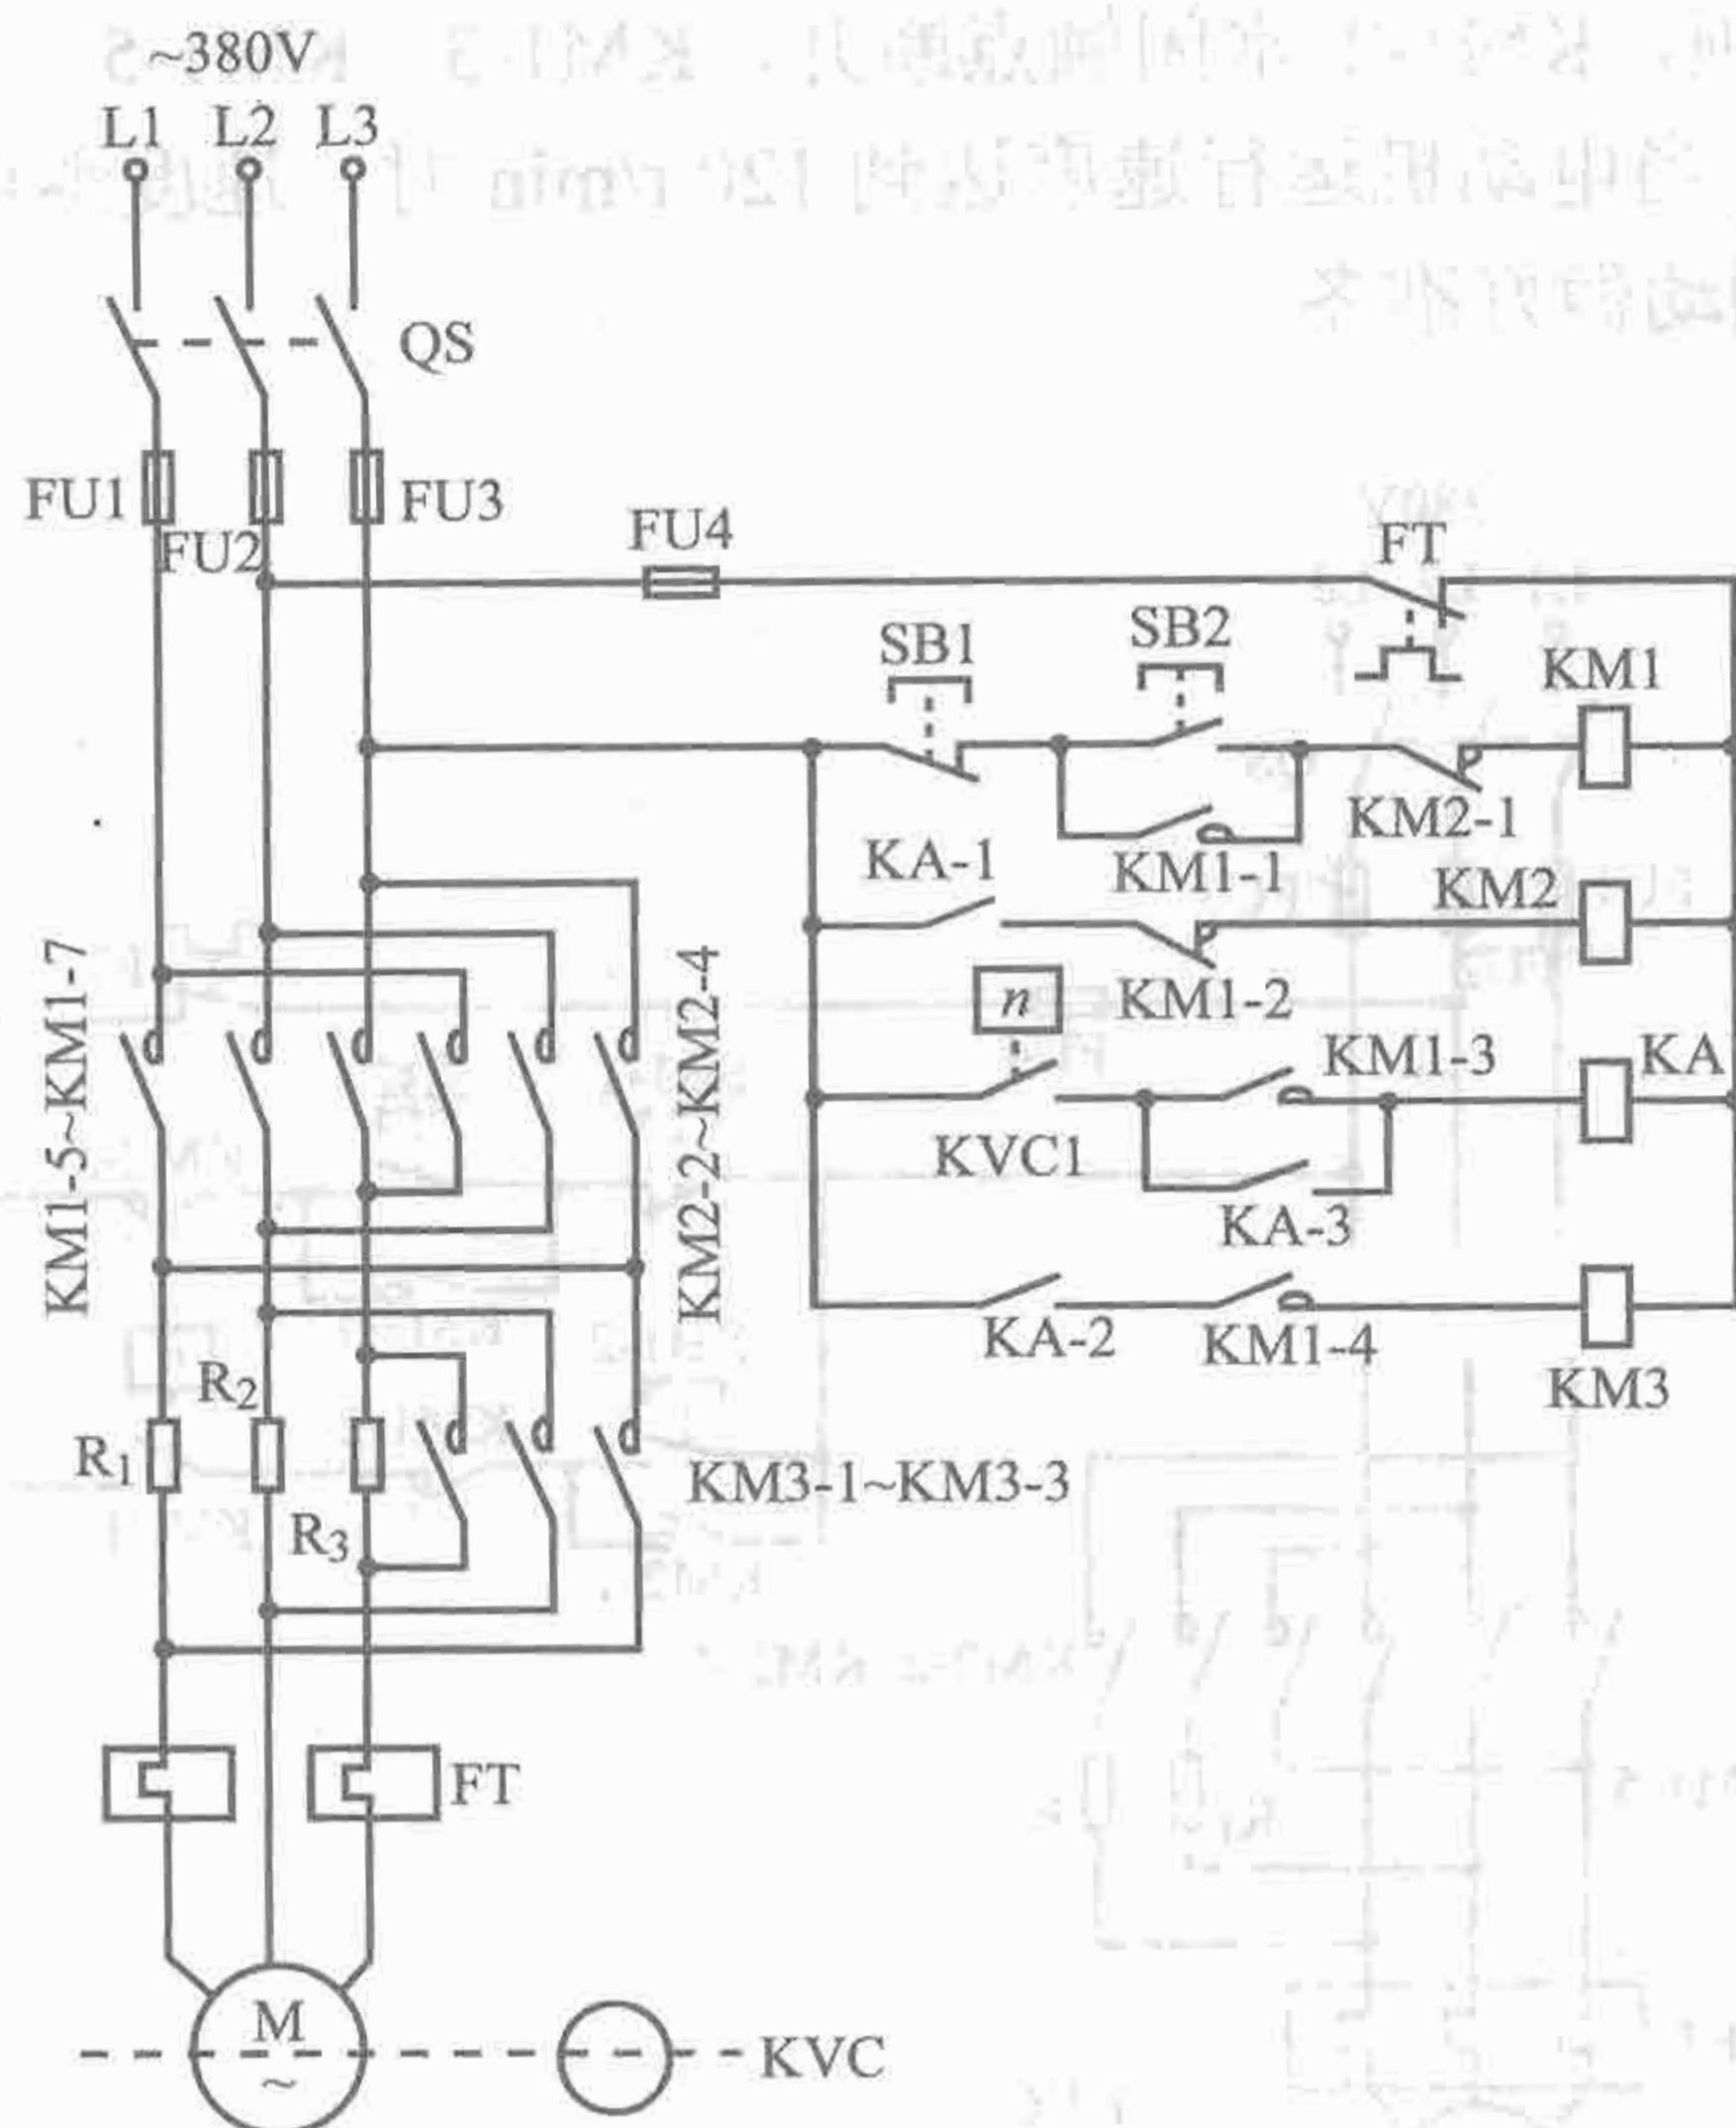 ~380V
L1 L2 L3
QS
FU1
FU2
FU3
FU4
FT
SB1
SB2
KM1
KM2-1
KM1-1
KA-1
KM2
KM1-2
n
KVC1
KM1-3
KA
KA-3
KA-2
KM1-4
KM3
KM1-5~KM1-7
KM2-2~KM2-4
R1
R2
R3
KM3-1~KM3-3
FT
M
~
KVC